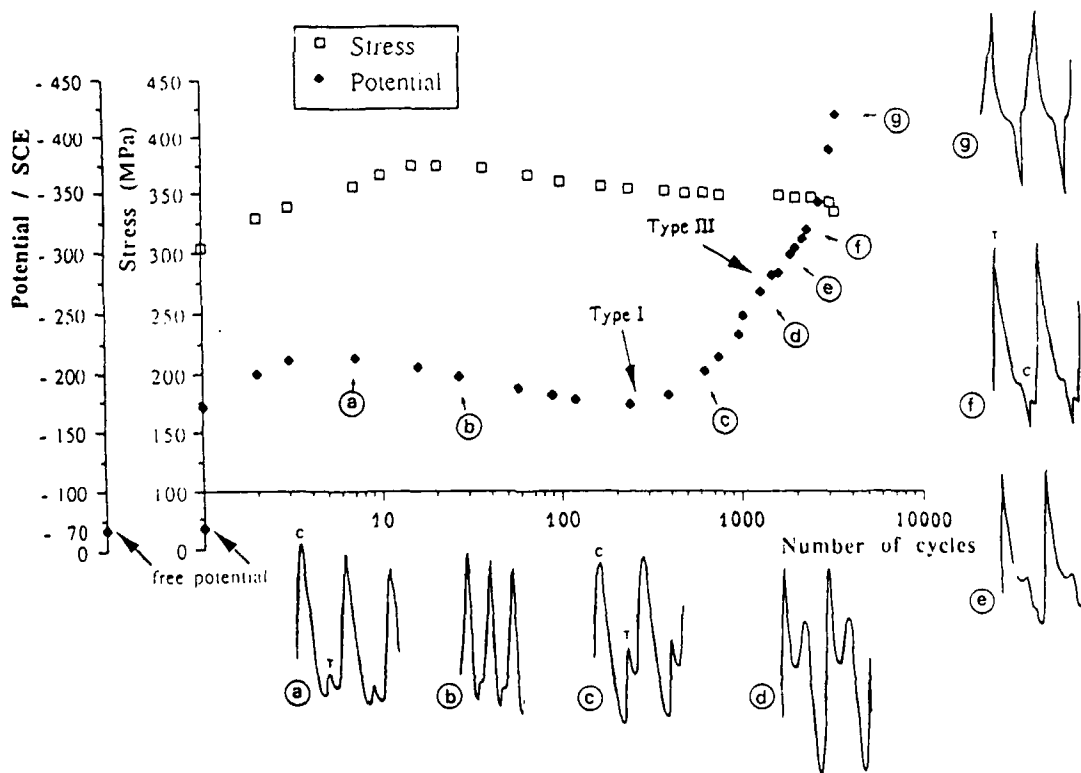 Stress
Potential
Potential / SCE
- 450
- 400
- 350
- 300
- 250
- 200
- 150
- 100
- 70
0
Stress (MPa)
450
400
350
300
250
200
150
100
0
10
100
1000
10000
Number of cycles
free potential
Type I
Type III
a
b
c
d
e
f
g
C
T
a
b
C
T
c
d
e
T
C
f
g